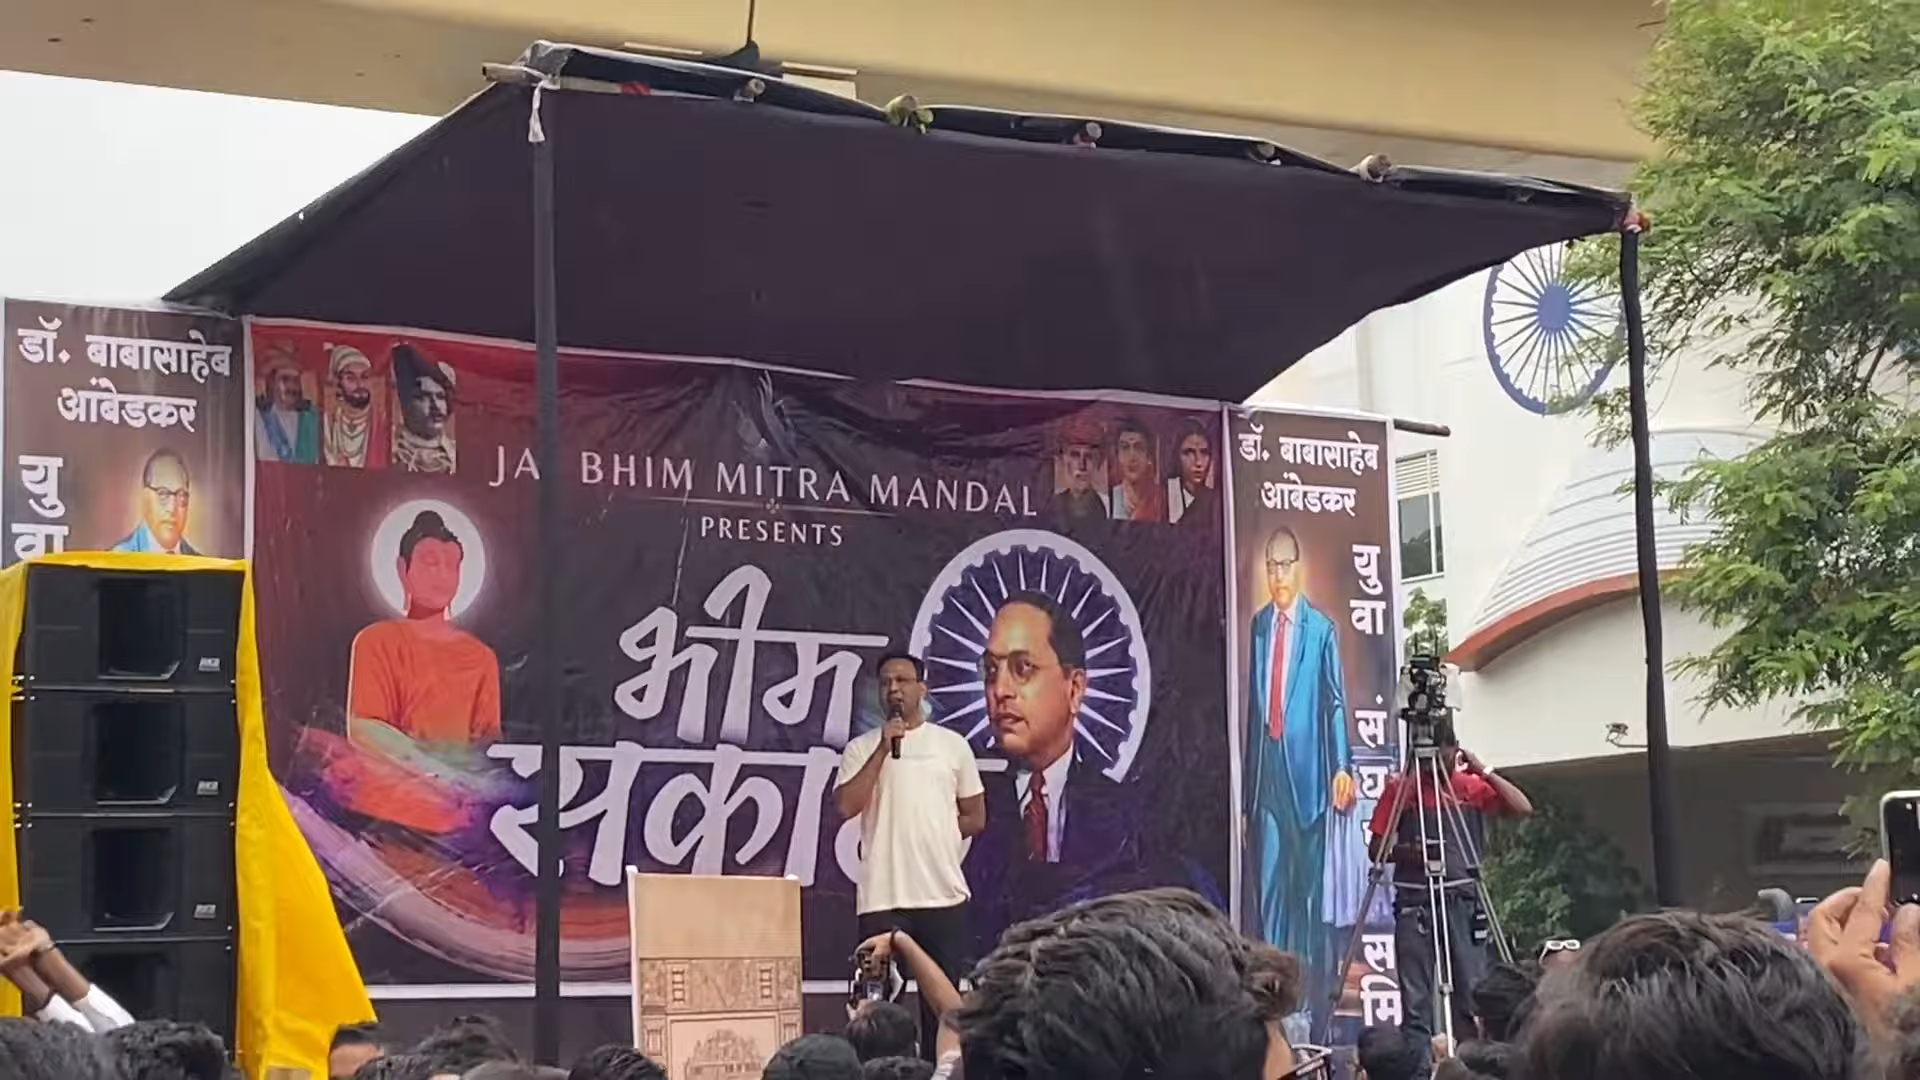 डॉ. बाबासाहेब
आंबेडकर
यु
वा
JAI BHIM MITRA MANDAL
PRESENTS
भीम
डॉ. बाबासाहेब
आंबेडकर
यु
वा
सं
घ
स
मि